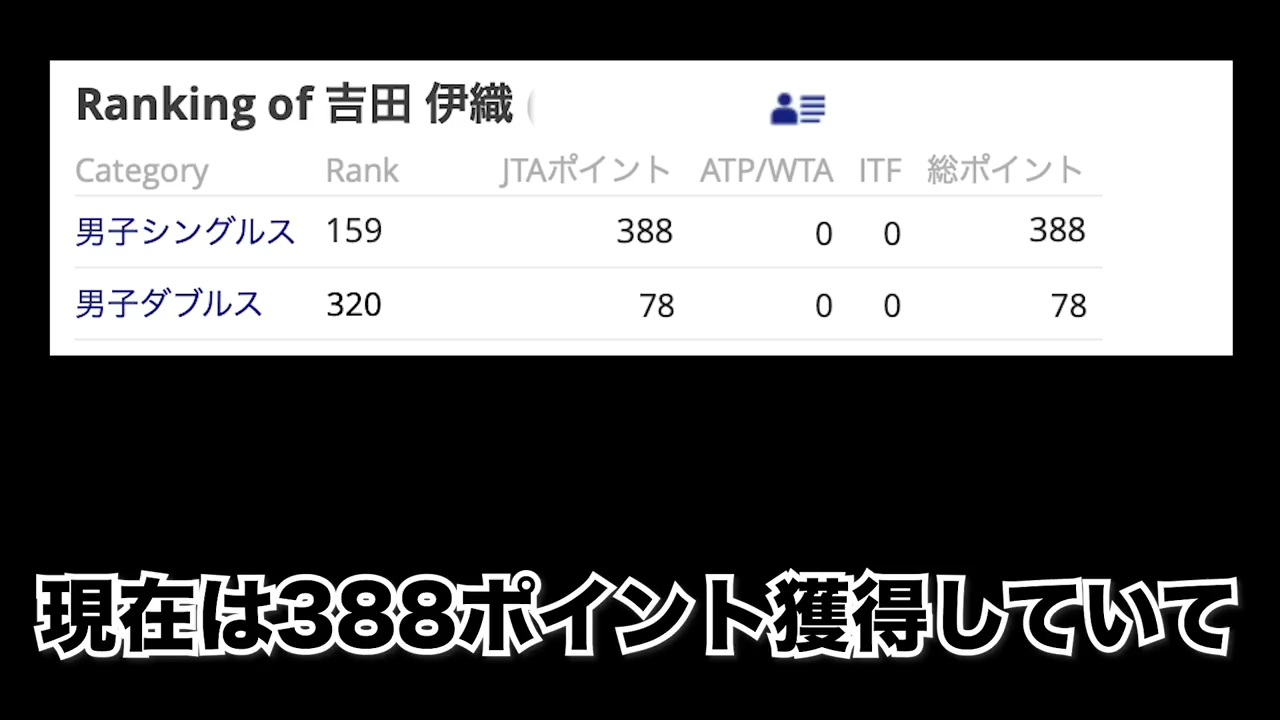 Ranking of 吉田 伊織 (
Category Rank JTAポイント ATP/WTA ITF 総ポイント
男子シングルス 159 388 0 0 388
男子ダブルス 320 78 0 0 78
現在は388ポイント獲得していて